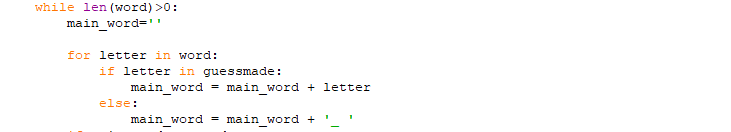 while len(word)>0:
main_word=''
for letter in word:
if letter in guessmade:
main_word = main_word + letter
else:
main_word = main_word + '_ '